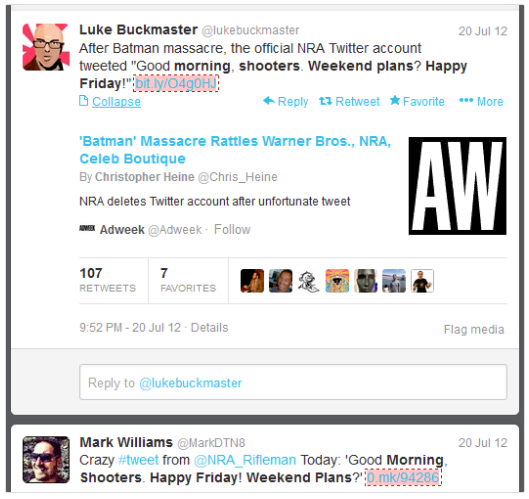 Luke Buckmaster @lukebuckmaster 20 Jul 12
After Batman massacre, the official NRA Twitter account
tweeted "Good morning, shooters. Weekend plans? Happy
Friday!" bit.ly/O4g0HJ
Collapse Reply Retweet Favorite More
'Batman' Massacre Rattles Warner Bros., NRA,
Celeb Boutique
By Christopher Heine @Chris_Heine
NRA deletes Twitter account after unfortunate tweet
ADWEEK Adweek @Adweek · Follow
AW
107 7
RETWEETS FAVORITES
9:52 PM - 20 Jul 12 · Details Flag media
Reply to @lukebuckmaster
Mark Williams @MarkDTN8 20 Jul 12
Crazy #tweet from @NRA_Rifleman Today: 'Good Morning,
Shooters. Happy Friday! Weekend Plans?' 0.mk/94286